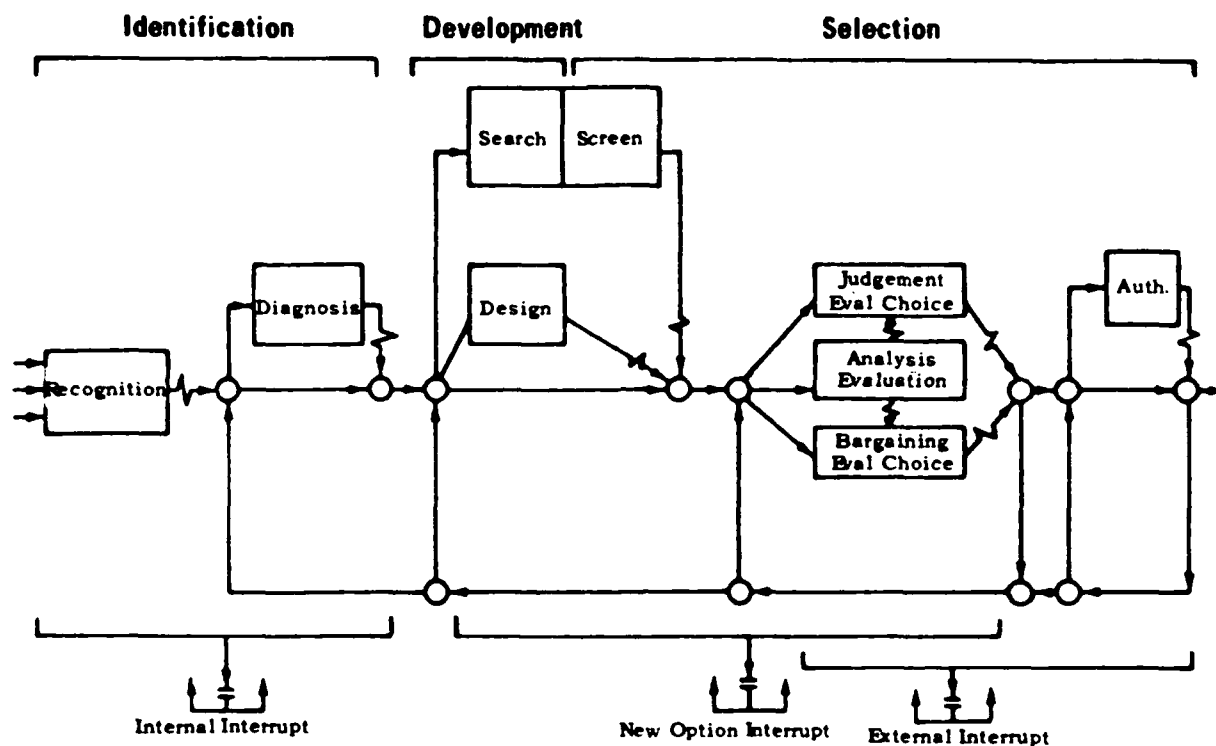 Identification
Development
Selection
Search
Screen
Diagnosis
Design
Judgement
Eval Choice
Auth.
Recognition
Analysis
Evaluation
Bargaining
Eval Choice
Internal Interrupt
New Option Interrupt
External Interrupt